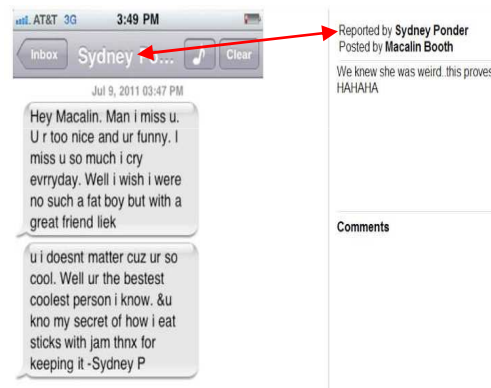 AT&T 3G 3:49 PM
Inbox Sydney Po... Clear
Jul 9, 2011 03:47 PM
Hey Macalin. Man i miss u.
U r too nice and ur funny. I
miss u so much i cry
evrryday. Well i wish i were
no such a fat boy but with a
great friend liek
u i doesnt matter cuz ur so
cool. Well ur the bestest
coolest person i know. &u
kno my secret of how i eat
sticks with jam thnx for
keeping it -Sydney P
Reported by Sydney Ponder
Posted by Macalin Booth
We knew she was weird..this proves
HAHAHA
Comments